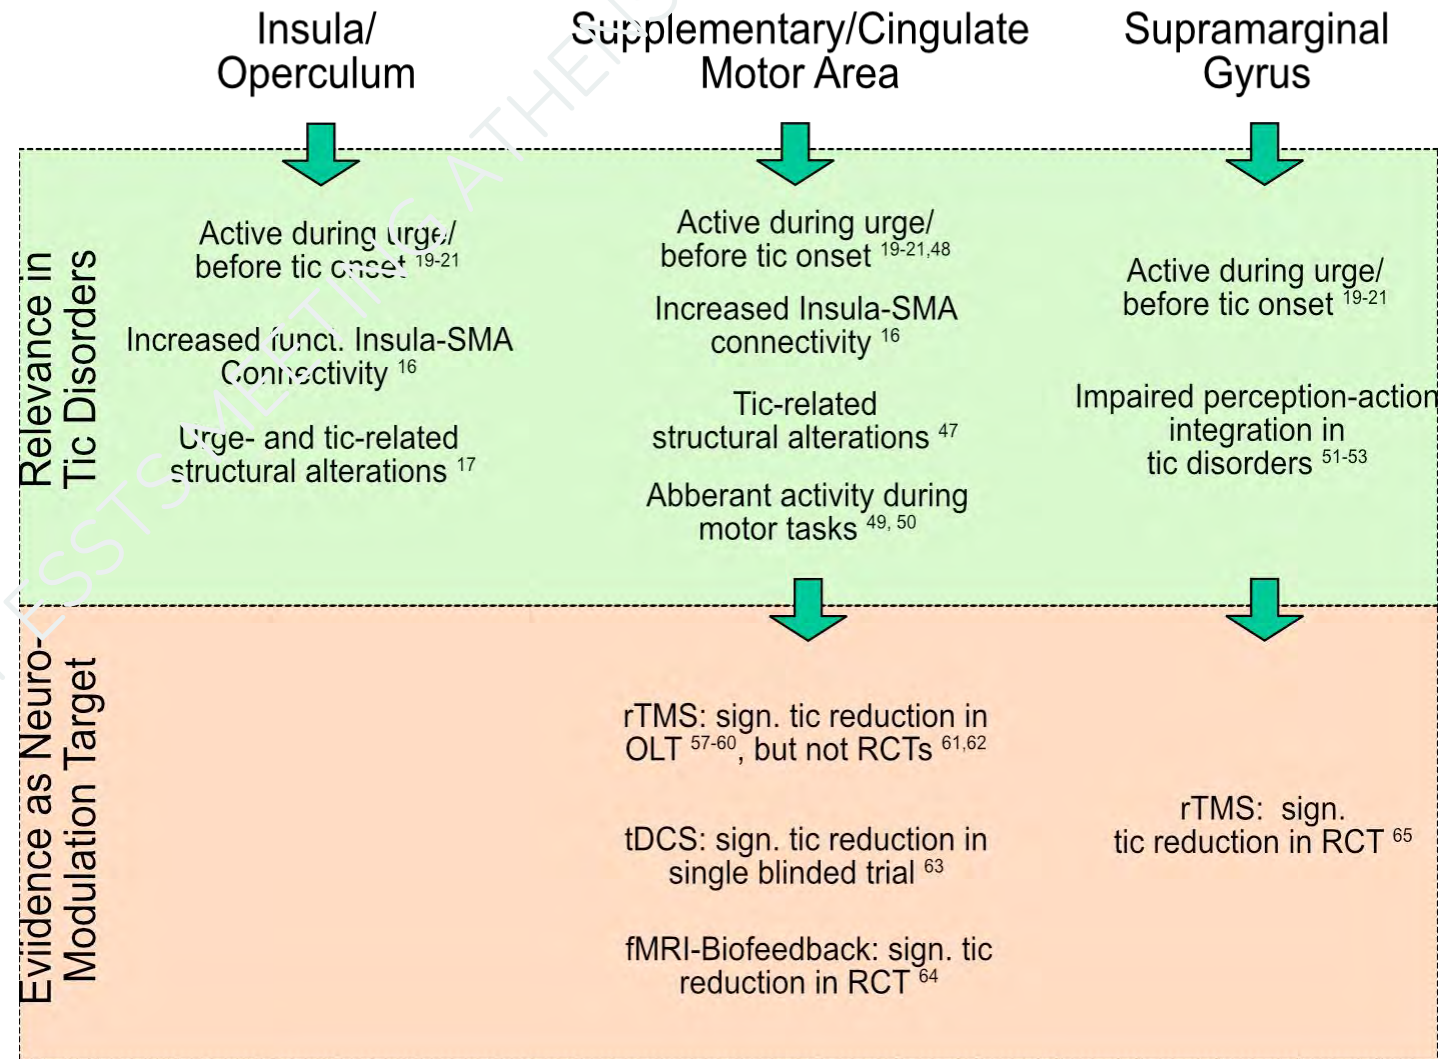 Insula/
Operculum
Supplementary/Cingulate
Motor Area
Supramarginal
Gyrus
Relevance in
Tic Disorders
Active during urge/
before tic onset 19-21
Increased funct. Insula-SMA
Connectivity 16
Urge- and tic-related
structural alterations 17
Active during urge/
before tic onset 19-21,48
Increased Insula-SMA
connectivity 16
Tic-related
structural alterations 47
Abberant activity during
motor tasks 49, 50
Active during urge/
before tic onset 19-21
Impaired perception-action
integration in
tic disorders 51-53
Eviidence as Neuro-
Modulation Target
rTMS: sign. tic reduction in
OLT 57-60, but not RCTs 61,62
tDCS: sign. tic reduction in
single blinded trial 63
fMRI-Biofeedback: sign. tic
reduction in RCT 64
rTMS: sign.
tic reduction in RCT 65
MEETING ATHENS